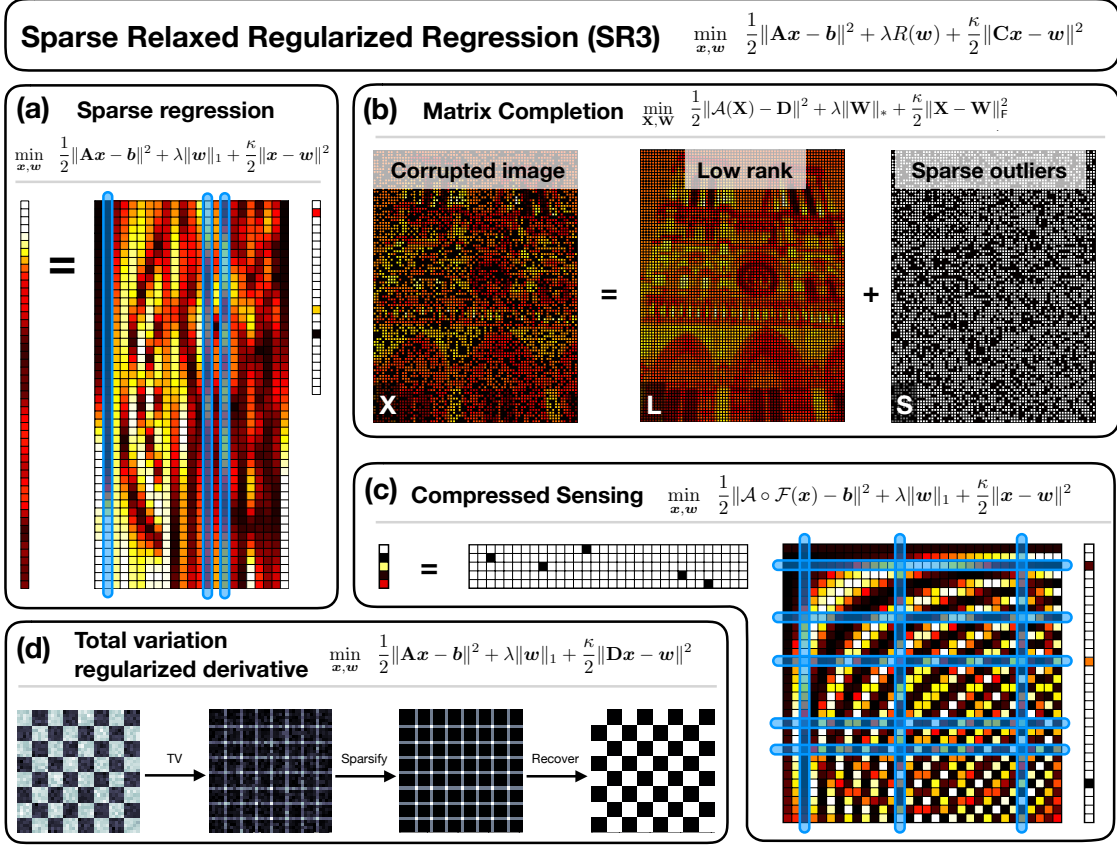 Sparse Relaxed Regularized Regression (SR3) min_{x,w} 1/2‖Ax − b‖² + λR(w) + κ/2‖Cx − w‖²
(a) Sparse regression
min_{x,w} 1/2‖Ax − b‖² + λ‖w‖₁ + κ/2‖x − w‖²
=
(b) Matrix Completion min_{X,W} 1/2‖𝒜(X) − D‖² + λ‖W‖_* + κ/2‖X − W‖²_F
Corrupted image Low rank Sparse outliers
= +
X L S
(c) Compressed Sensing min_{x,w} 1/2‖𝒜 ∘ ℱ(x) − b‖² + λ‖w‖₁ + κ/2‖x − w‖²
=
(d) Total variation
regularized derivative min_{x,w} 1/2‖Ax − b‖² + λ‖w‖₁ + κ/2‖Dx − w‖²
TV Sparsify Recover